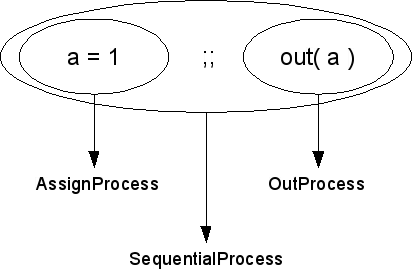 a = 1 ;; out( a )
AssignProcess OutProcess
SequentialProcess